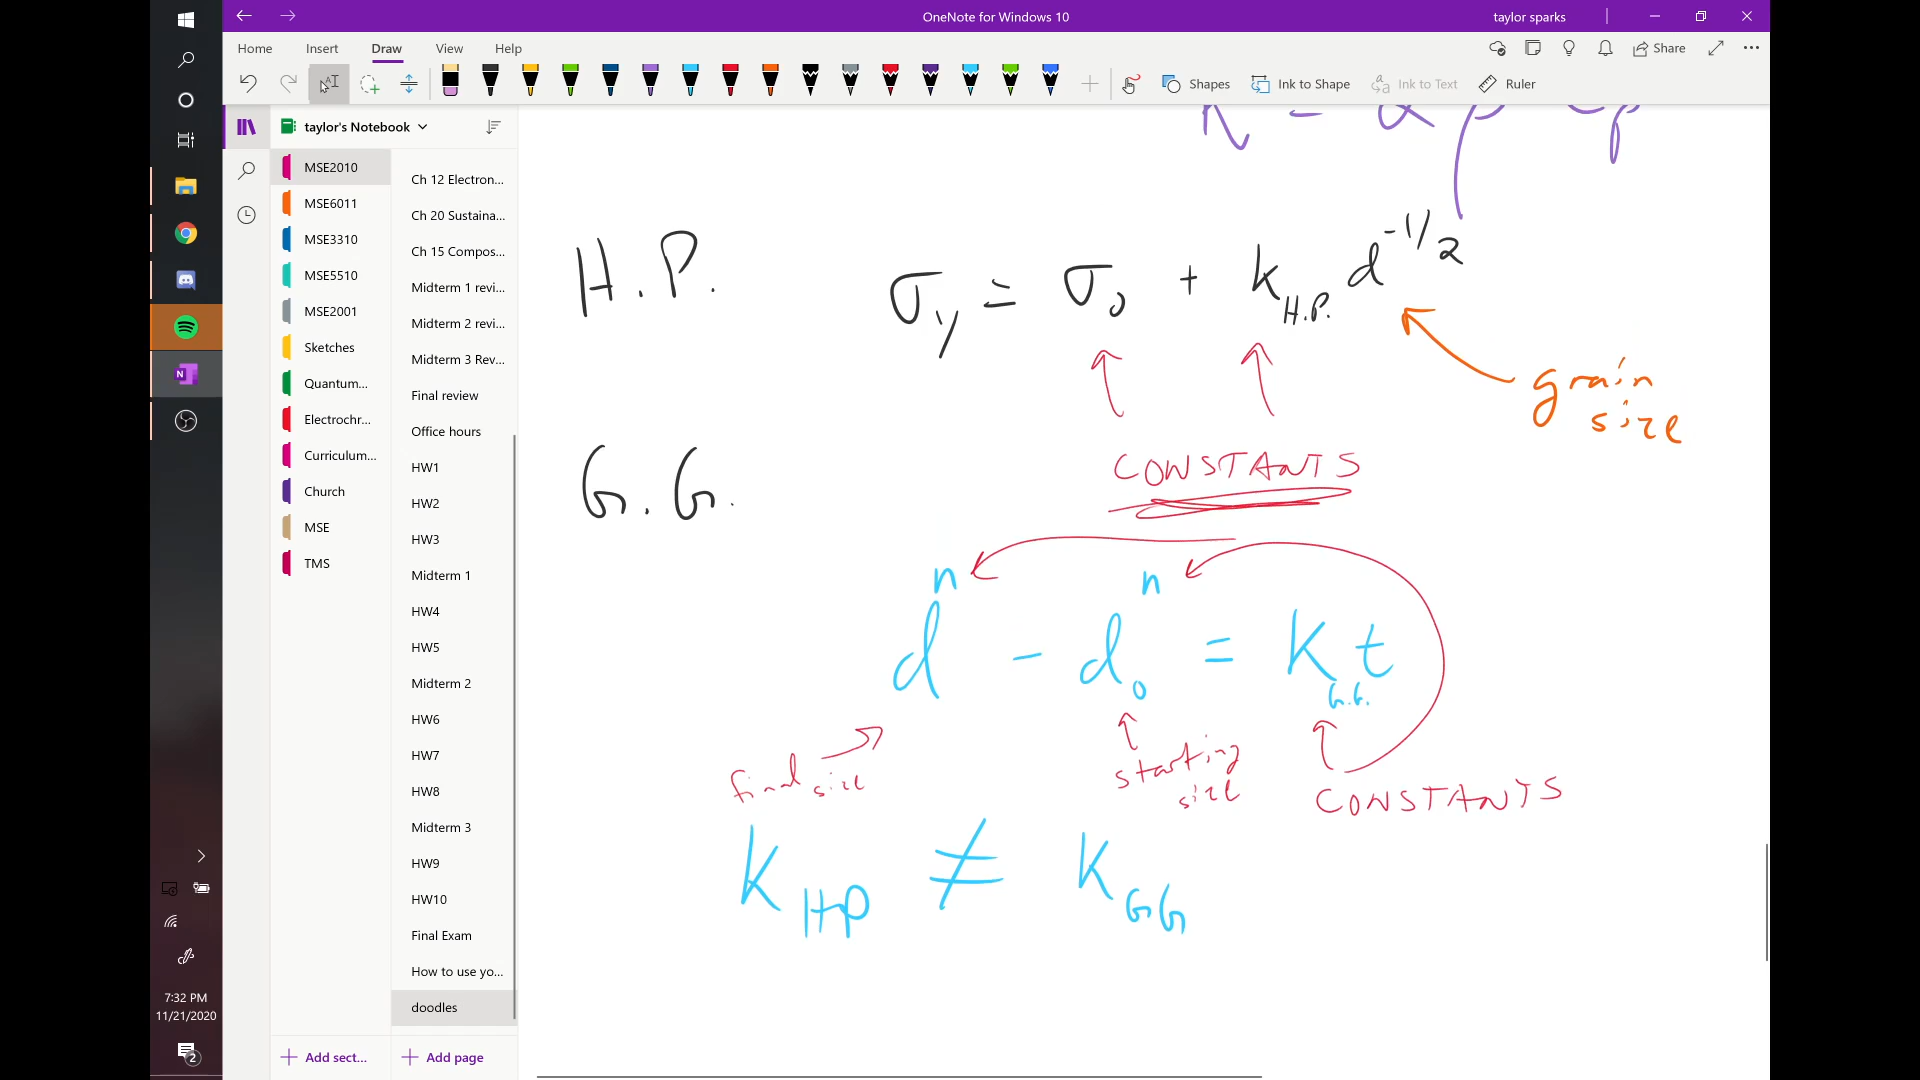 OneNote for Windows 10
taylor sparks
Home Insert Draw View Help
Share
Shapes Ink to Shape Ink to Text Ruler
taylor's Notebook
MSE2010
MSE6011
MSE3310
MSE5510
MSE2001
Sketches
Quantum...
Electrochr...
Curriculum...
Church
MSE
TMS
Add sect...
Ch 12 Electron...
Ch 20 Sustaina...
Ch 15 Compos...
Midterm 1 revi...
Midterm 2 revi...
Midterm 3 Rev...
Final review
Office hours
HW1
HW2
HW3
Midterm 1
HW4
HW5
Midterm 2
HW6
HW7
HW8
Midterm 3
HW9
HW10
Final Exam
How to use yo...
doodles
Add page
H.P. σy = σ0 + kH.P. d^-1/2
grain
size
CONSTANTS
G.G.
d^n - d0^n = KG.G. t
final size
starting
size
CONSTANTS
KHP ≠ KGG
7:32 PM
11/21/2020
2